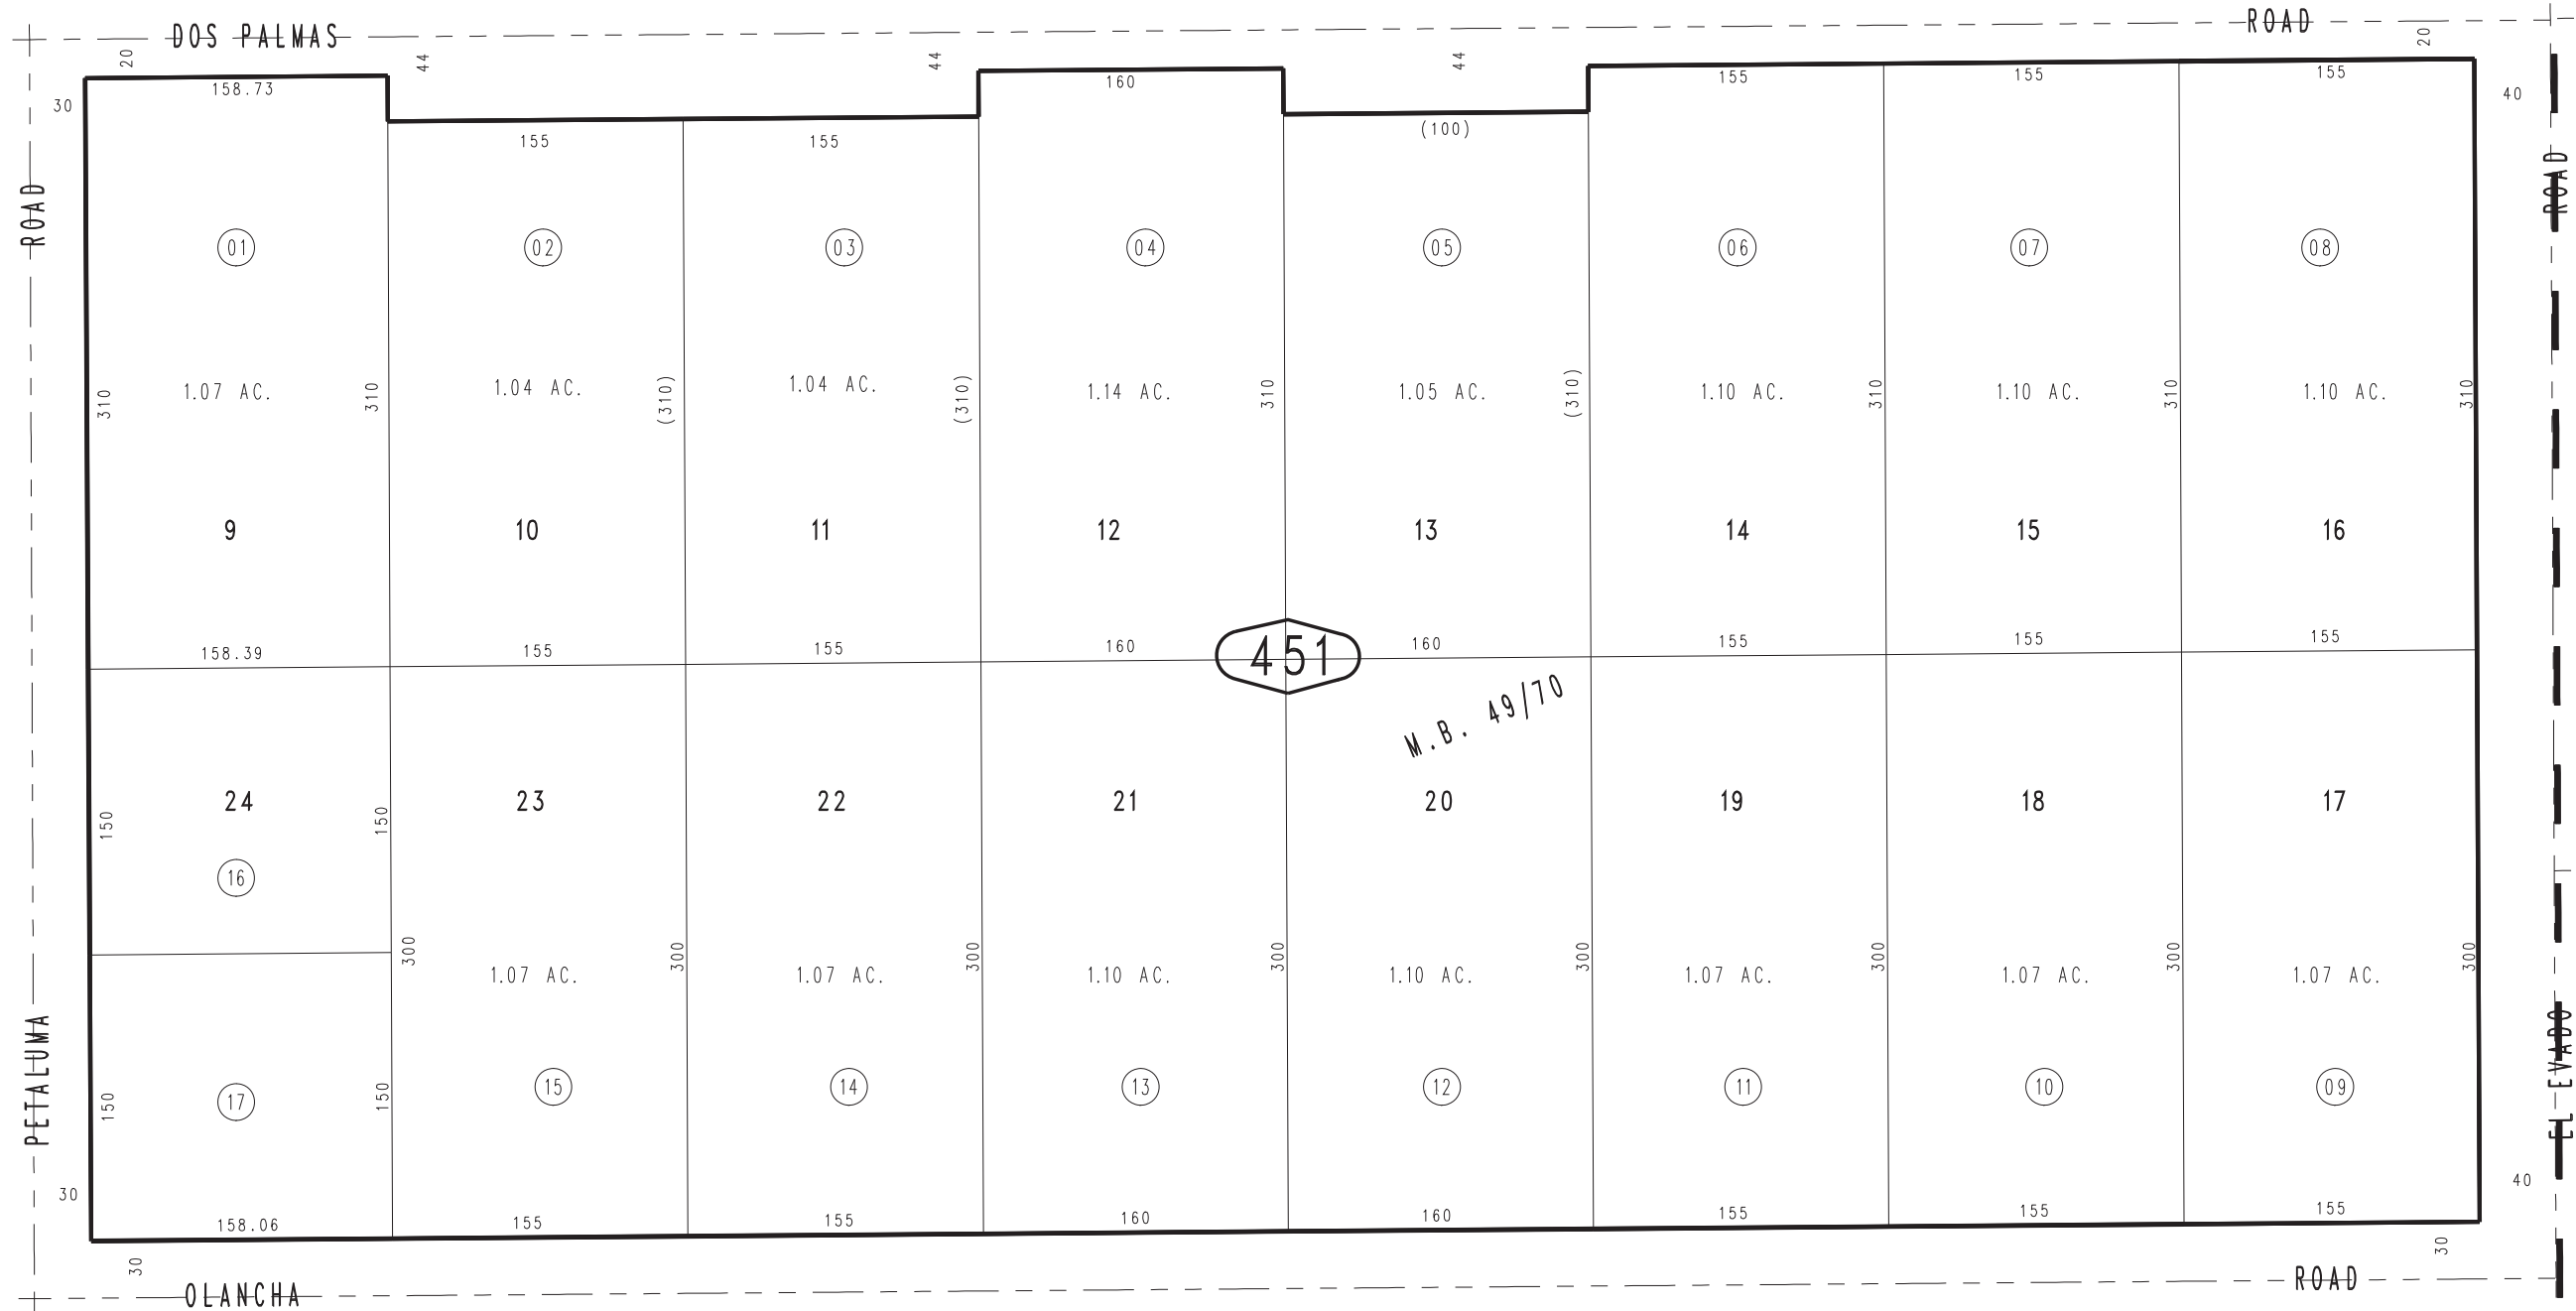 DOS PALMAS ROAD
20 44 44 44 20
30 158.73 160 155 155 155 40
155 155 (100)
ROAD ROAD
01 02 03 04 05 06 07 08
1.07 AC. 1.04 AC. 1.04 AC. 1.14 AC. 1.05 AC. 1.10 AC. 1.10 AC. 1.10 AC.
310 310 (310) (310) 310 (310) 310 310 310
9 10 11 12 13 14 15 16
158.39 155 155 160 160 155 155 155
451
M.B. 49/70
24 23 22 21 20 19 18 17
150 150
16
300 300 300 300 300 300 300 300
1.07 AC. 1.07 AC. 1.10 AC. 1.10 AC. 1.07 AC. 1.07 AC. 1.07 AC.
PETALUMA EL EVADO
150 150
17 15 14 13 12 11 10 09
30 40
158.06 155 155 160 160 155 155 155
30 30
OLANCHA ROAD